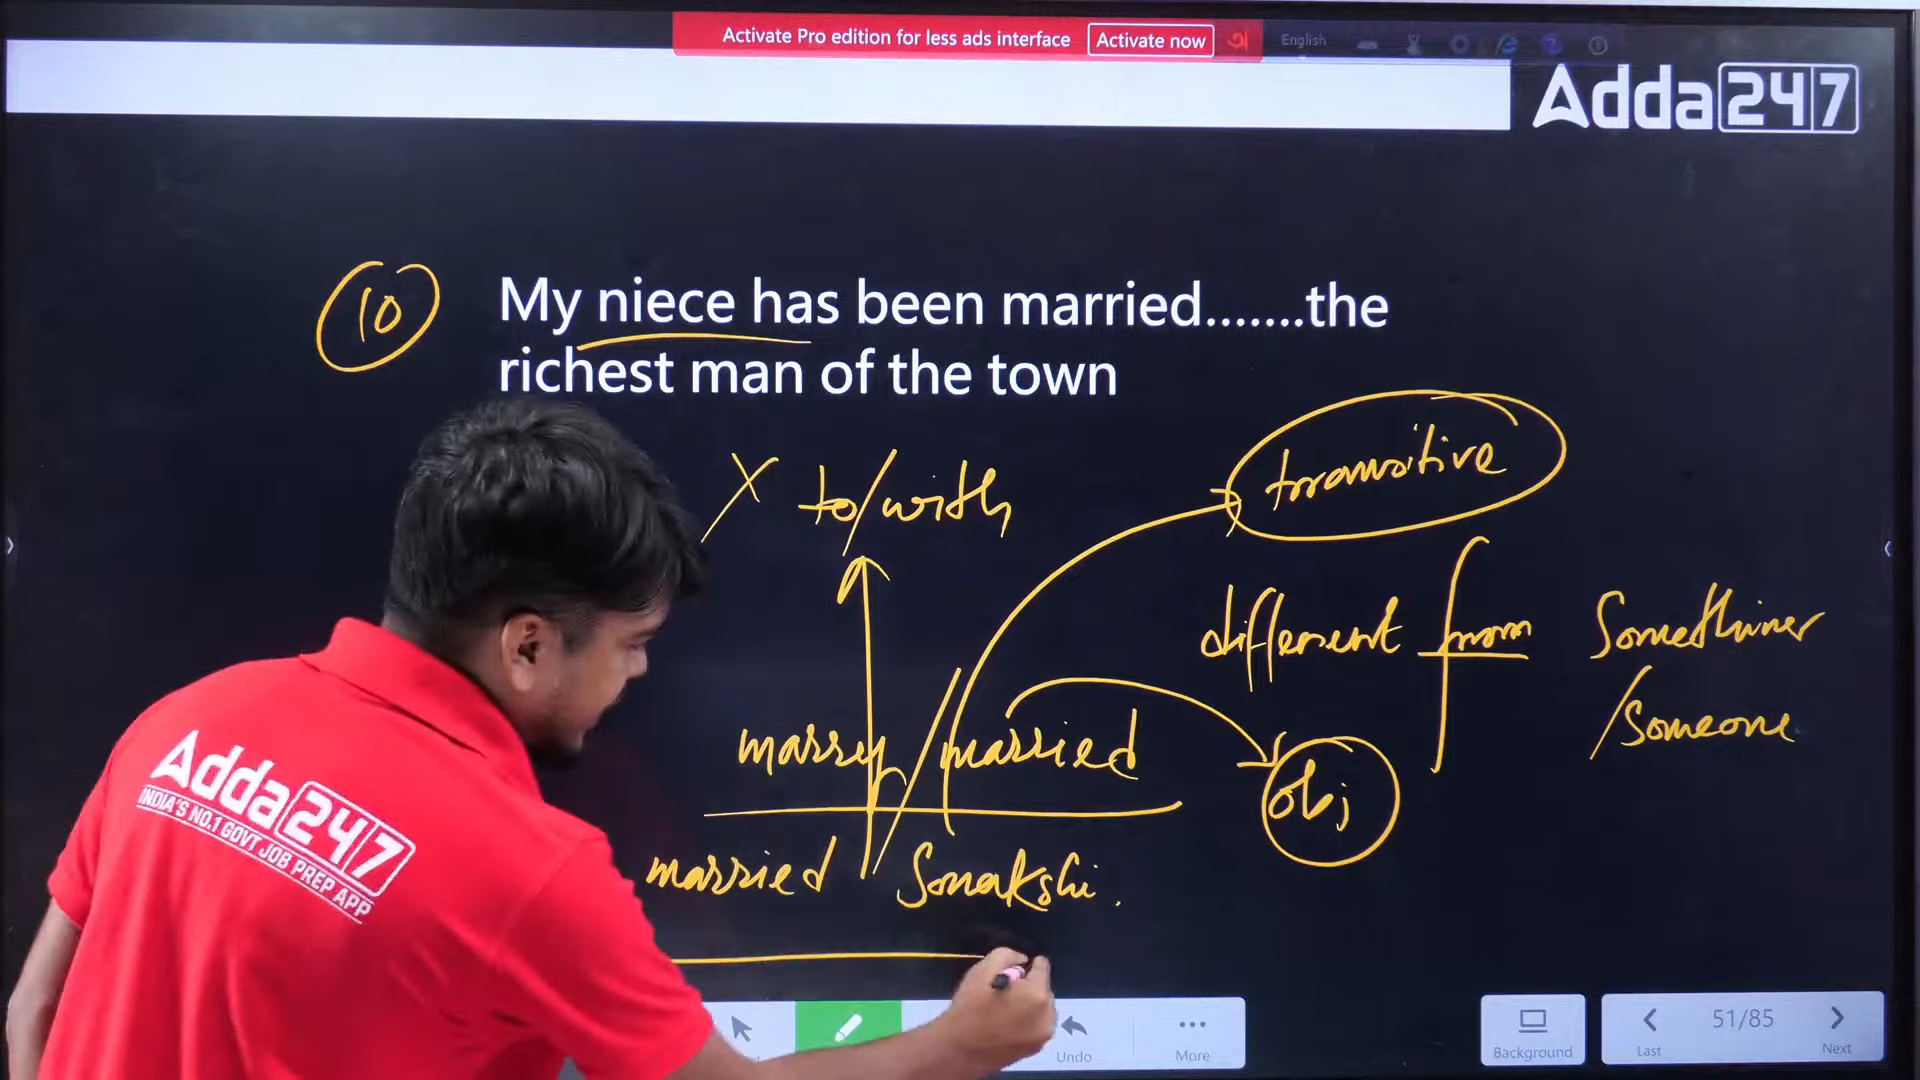 Activate Pro edition for less ads interface Activate now English
Adda247
10
My niece has been married.......the
richest man of the town
X to/with
transitive
different from Something
/someone
marry / married
obj
married Sonakshi.
Adda247
INDIA'S NO.1 GOVT JOB PREP APP
Undo
More
Background
Last
51/85
Next